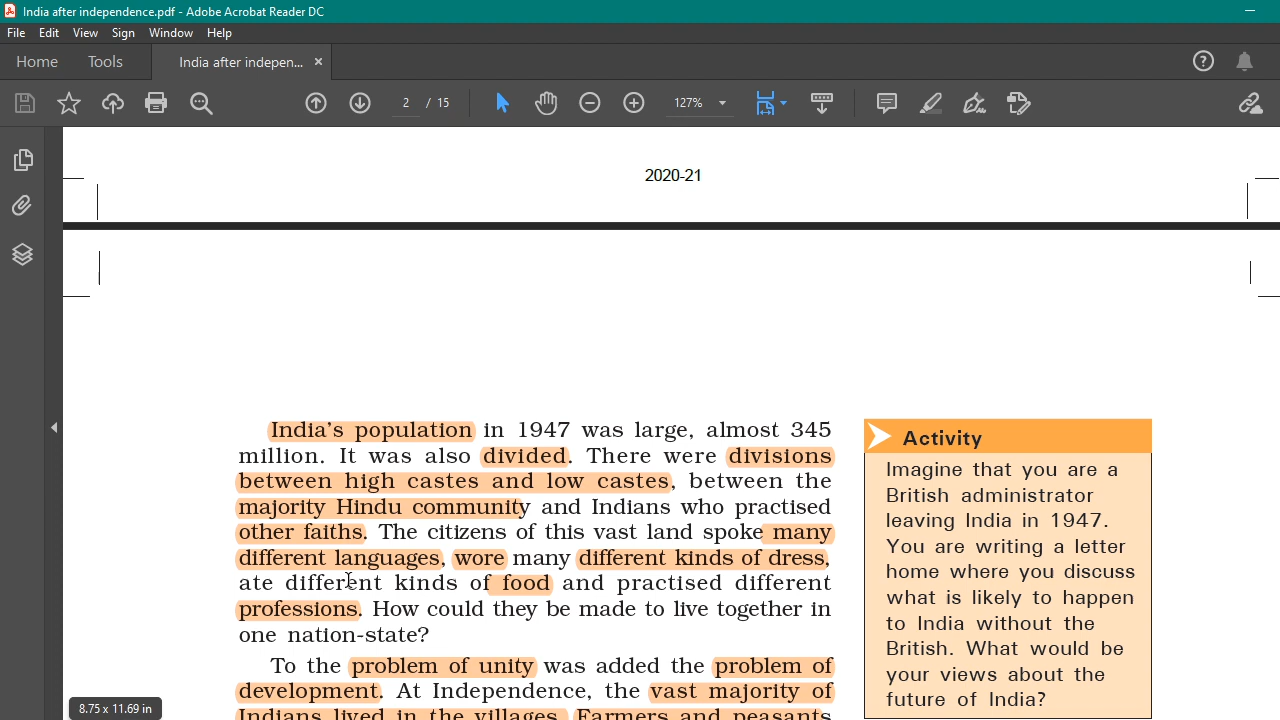 India after independence.pdf - Adobe Acrobat Reader DC
File Edit View Sign Window Help
Home Tools India after indepen... ×
2 / 15 127%
2020-21
India's population in 1947 was large, almost 345
million. It was also divided. There were divisions
between high castes and low castes, between the
majority Hindu community and Indians who practised
other faiths. The citizens of this vast land spoke many
different languages, wore many different kinds of dress,
ate different kinds of food and practised different
professions. How could they be made to live together in
one nation-state?
To the problem of unity was added the problem of
development. At Independence, the vast majority of
Indians lived in the villages. Farmers and peasants
Activity
Imagine that you are a
British administrator
leaving India in 1947.
You are writing a letter
home where you discuss
what is likely to happen
to India without the
British. What would be
your views about the
future of India?
8.75 x 11.69 in